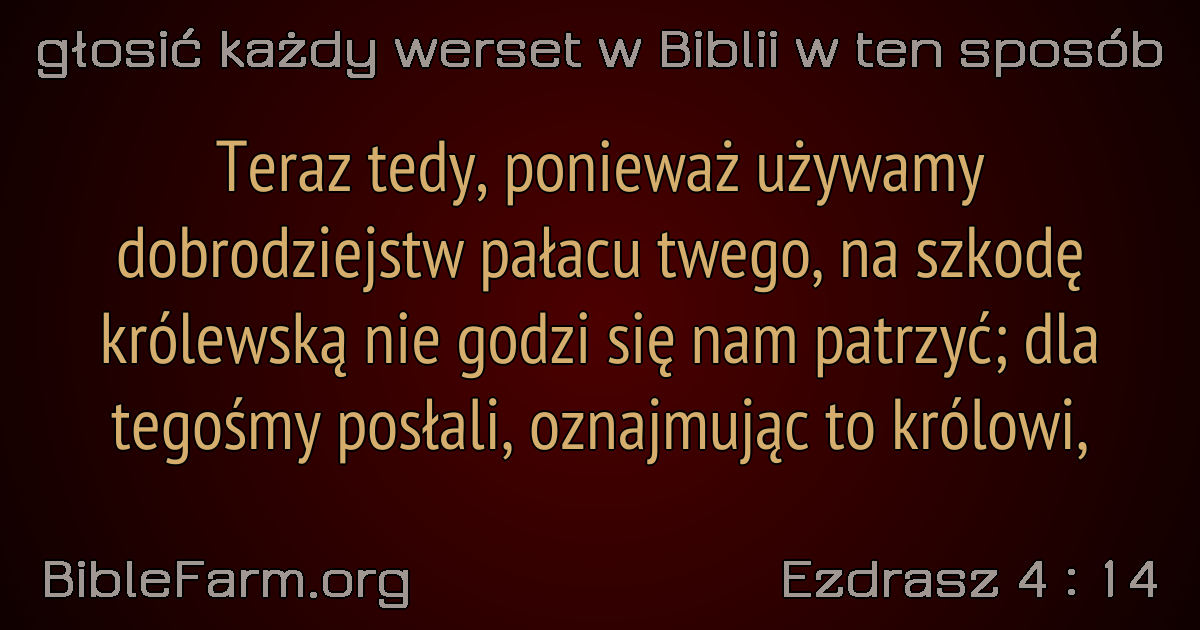 głosić każdy werset w Biblii w ten sposób
Teraz tedy, ponieważ używamy
dobrodziejstw pałacu twego, na szkodę
królewską nie godzi się nam patrzyć; dla
tegośmy posłali, oznajmując to królowi,
BibleFarm.org
Ezdrasz 4 : 14